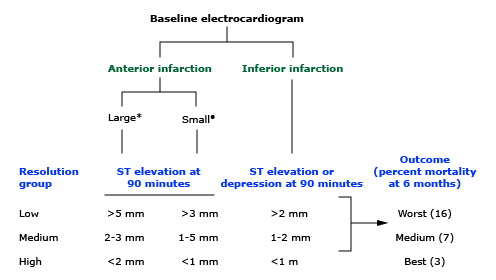 Baseline electrocardiogram
Anterior infarction Inferior infarction
Large* Small•
Resolution group ST elevation at 90 minutes ST elevation or depression at 90 minutes Outcome (percent mortality at 6 months)
Low >5 mm >3 mm >2 mm Worst (16)
Medium 2-3 mm 1-5 mm 1-2 mm Medium (7)
High <2 mm <1 mm <1 m Best (3)